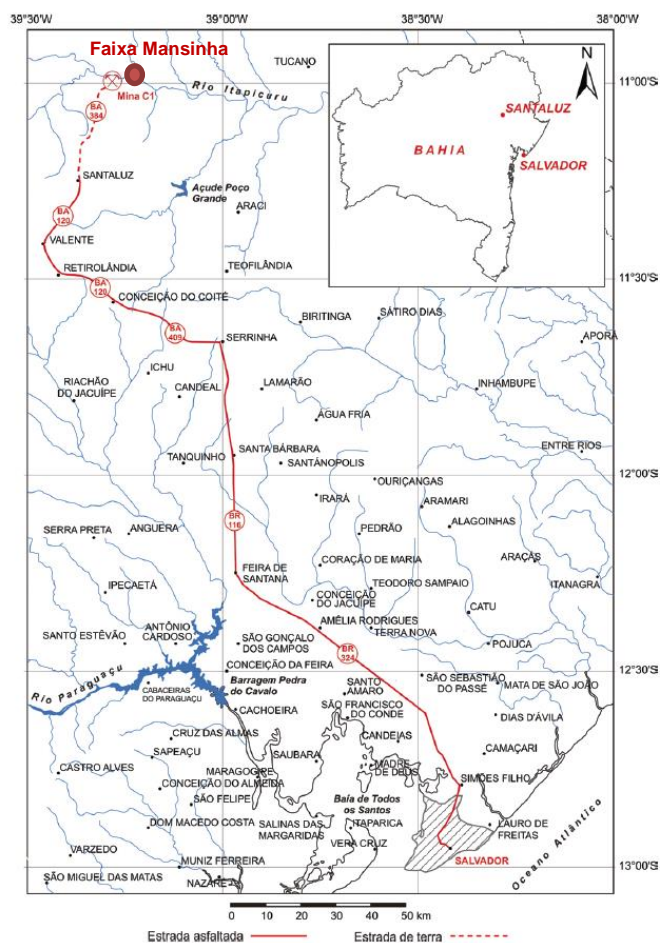 39°30'W
39°00'W
38°30'W
38°00'W
Faixa Mansinha
TUCANO
11°00'S
Mina C1
Rio Itapicuru
BA
384
N
SANTALUZ
BAHIA
SALVADOR
SANTALUZ
Açude Poço
Grande
ARACI
BA
120
VALENTE
TEOFILÂNDIA
RETIROLÂNDIA
11°30'S
BA
120
CONCEIÇÃO DO COITÉ
BIRITINGA
SÁTIRO DIAS
BA
409
SERRINHA
APORÁ
ICHU
RIACHÃO
DO JACUÍPE
CANDEAL
LAMARÃO
INHAMBUPE
ÁGUA FRIA
ENTRE RIOS
SANTA BÁRBARA
TANQUINHO
SANTANÓPOLIS
12°00'S
OURIÇANGAS
IRARÁ
ARAMARI
BR
116
SERRA PRETA
ANGUERA
PEDRÃO
ALAGOINHAS
CORAÇÃO DE MARIA
ARAÇÁS
FEIRA DE
SANTANA
IPECAETÁ
TEODORO SAMPAIO
ITANAGRA
CONCEIÇÃO
DO JACUÍPE
CATU
ANTÔNIO
CARDOSO
AMÉLIA RODRIGUES
TERRA NOVA
SANTO ESTÊVÃO
SÃO GONÇALO
DOS CAMPOS
POJUCA
BR
324
CONCEIÇÃO DA FEIRA
12°30'S
Rio Paraguaçu
CABACEIRAS
DO PARAGUAÇU
Barragem Pedra
do Cavalo
SANTO
AMARO
SÃO SEBASTIÃO
DO PASSÉ
MATA DE SÃO JOÃO
CACHOEIRA
SÃO FRANCISCO
DO CONDE
DIAS D'ÁVILA
CRUZ DAS ALMAS
CANDEIAS
SAPEAÇU
SAUBARA
CAMAÇARI
CASTRO ALVES
MARAGOGIPE
MADRE
DE DEUS
CONCEIÇÃO DO ALMEIDA
SIMÕES FILHO
SÃO FELIPE
Baía de Todos
os Santos
DOM MACEDO COSTA
SALINAS DAS
MARGARIDAS
ITAPARICA
LAURO DE
FREITAS
VERA CRUZ
VARZEDO
SALVADOR
Oceano Atlântico
MUNIZ FERREIRA
13°00'S
SÃO MIGUEL DAS MATAS
NAZARÉ
0 10 20 30 40 50 km
Estrada asfaltada
Estrada de terra